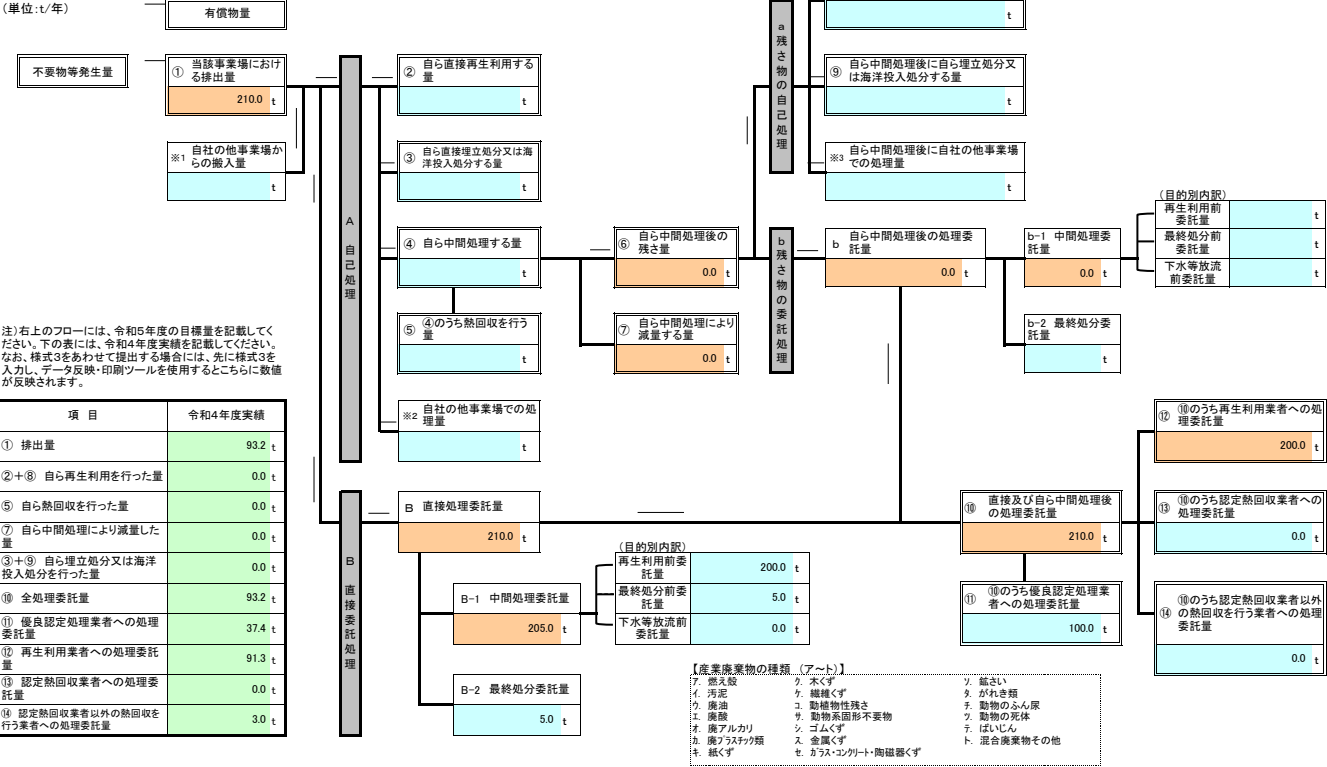 (単位:t/年)
有償物量
t
不要物等発生量
① 当該事業場におけ
る排出量
210.0 t
※1 自社の他事業場か
らの搬入量
t
A 自己処理
② 自ら直接再生利用する
量
t
③ 自ら直接埋立処分又は海
洋投入処分する量
t
④ 自ら中間処理する量
t
⑤ ④のうち熱回収を行う
量
t
※2 自社の他事業場での処
理量
t
⑥ 自ら中間処理後の
残さ量
0.0 t
⑦ 自ら中間処理により
減量する量
0.0 t
a 残さ物の自己処理
⑨ 自ら中間処理後に自ら埋立処分又
は海洋投入処分する量
t
※3 自ら中間処理後に自社の他事業場
での処理量
t
b 残さ物の委託処理
b 自ら中間処理後の処理委
託量
0.0 t
b-1 中間処理委
託量
0.0 t
b-2 最終処分委
託量
t
(目的別内訳)
再生利用前
委託量
t
最終処分前
委託量
t
下水等放流
前委託量
t
注)右上のフローには、令和5年度の目標量を記載してく
ださい。下の表には、令和4年度実績を記載してください。
なお、様式3をあわせて提出する場合には、先に様式3を
入力し、データ反映・印刷ツールを使用するとこちらに数値
が反映されます。
項 目 令和4年度実績
① 排出量 93.2 t
②+⑧ 自ら再生利用を行った量 0.0 t
⑤ 自ら熱回収を行った量 0.0 t
⑦ 自ら中間処理により減量した
量 0.0 t
③+⑨ 自ら埋立処分又は海洋
投入処分を行った量 0.0 t
⑩ 全処理委託量 93.2 t
⑪ 優良認定処理業者への処理
委託量 37.4 t
⑫ 再生利用業者への処理委託
量 91.3 t
⑬ 認定熱回収業者への処理委
託量 0.0 t
⑭ 認定熱回収業者以外の熱回収を
行う業者への処理委託量 3.0 t
B 直接委託処理
B 直接処理委託量
210.0 t
B-1 中間処理委託量
205.0 t
B-2 最終処分委託量
5.0 t
(目的別内訳)
再生利用前委
託量 200.0 t
最終処分前委
託量 5.0 t
下水等放流前
委託量 0.0 t
⑩ 直接及び自ら中間処理後
の処理委託量
210.0 t
⑪ ⑩のうち優良認定処理業
者への処理委託量
100.0 t
⑫ ⑩のうち再生利用業者への処
理委託量
200.0 t
⑬ ⑩のうち認定熱回収業者への
処理委託量
0.0 t
⑭ ⑩のうち認定熱回収業者以外
の熱回収を行う業者への処理
委託量
0.0 t
【産業廃棄物の種類 (ア~ト)】
ア. 燃え殻
イ. 汚泥
ウ. 廃油
エ. 廃酸
オ. 廃アルカリ
カ. 廃プラスチック類
キ. 紙くず
ク. 木くず
ケ. 繊維くず
コ. 動植物性残さ
サ. 動物系固形不要物
シ. ゴムくず
ス. 金属くず
セ. ガラス・コンクリート・陶磁器くず
ソ. 鉱さい
タ. がれき類
チ. 動物のふん尿
ツ. 動物の死体
テ. ばいじん
ト. 混合廃棄物その他